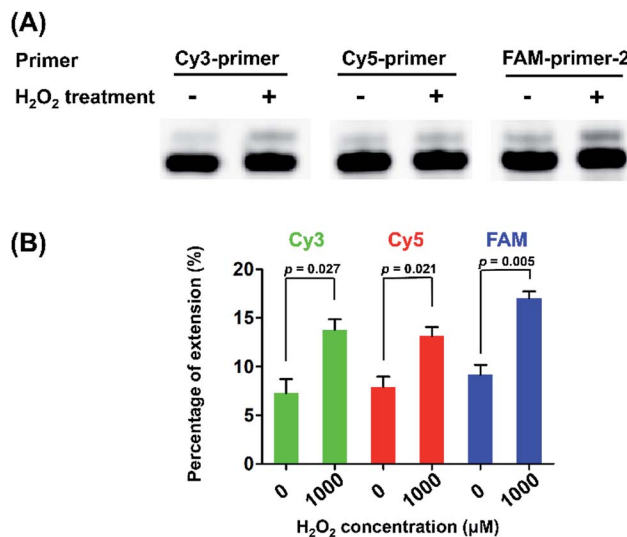 (A)
Primer Cy3-primer Cy5-primer FAM-primer-2
H₂O₂ treatment - + - + - +
(B)
Cy3 Cy5 FAM
p = 0.027 p = 0.021 p = 0.005
Percentage of extension (%)
20
15
10
5
0
0 1000 0 1000 0 1000
H₂O₂ concentration (μM)